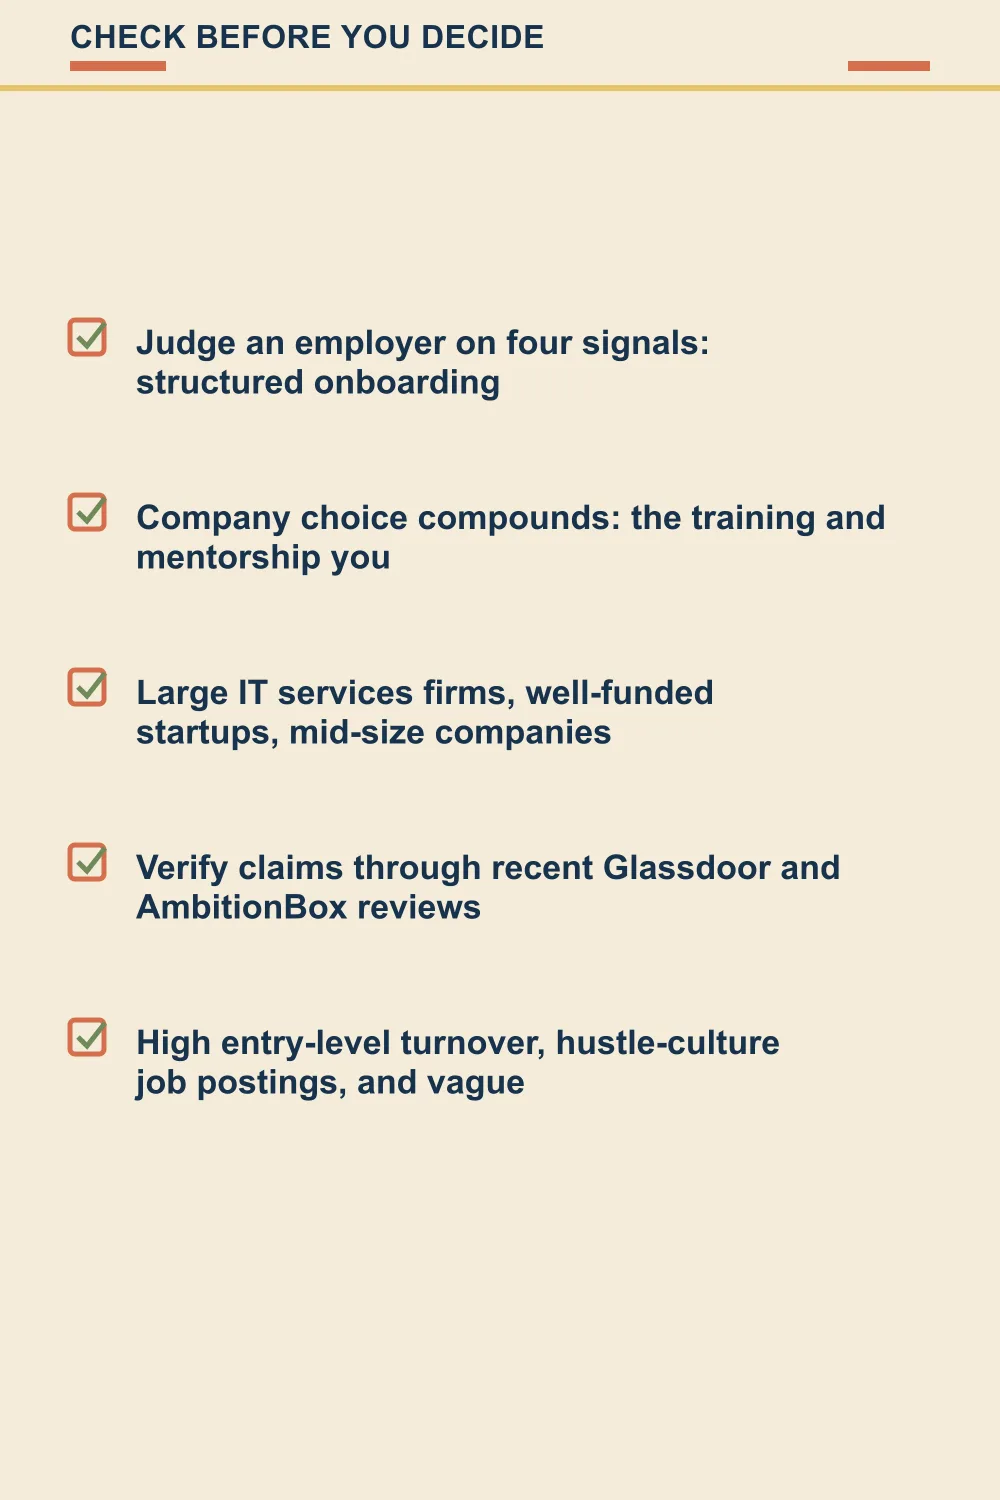 CHECK BEFORE YOU DECIDE
Judge an employer on four signals:
structured onboarding
Company choice compounds: the training and
mentorship you
Large IT services firms, well-funded
startups, mid-size companies
Verify claims through recent Glassdoor and
AmbitionBox reviews
High entry-level turnover, hustle-culture
job postings, and vague